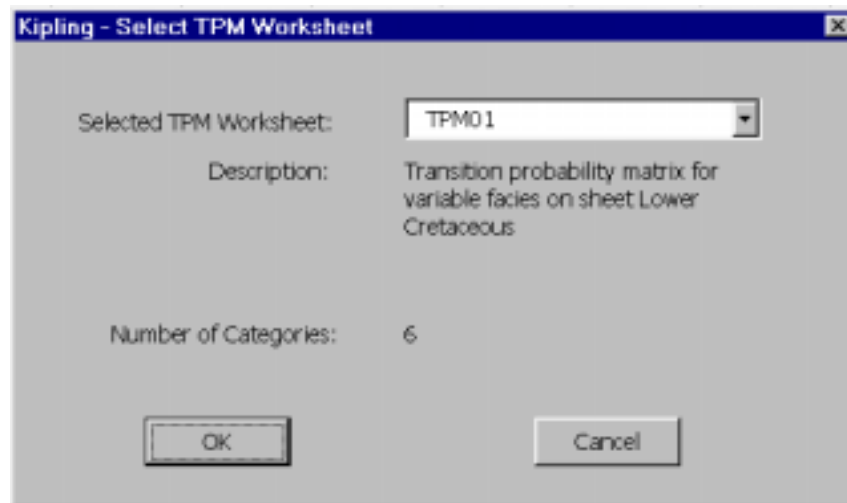 Kipling - Select TPM Worksheet
Selected TPM Worksheet: TPM01
Description: Transition probability matrix for
variable facies on sheet Lower
Cretaceous
Number of Categories: 6
OK Cancel